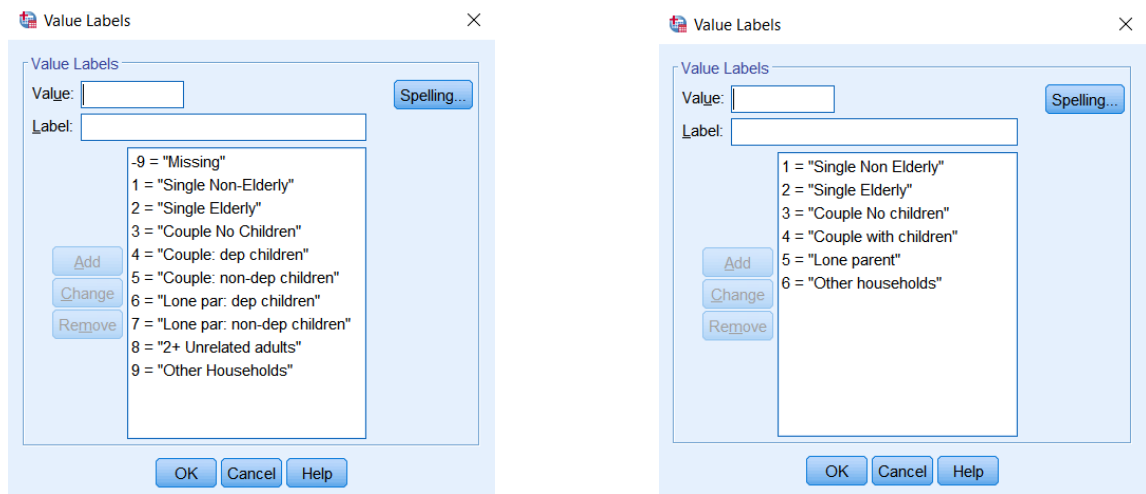 Value Labels
Value Labels
Value:
Spelling...
Label:
-9 = "Missing"
1 = "Single Non-Elderly"
2 = "Single Elderly"
3 = "Couple No Children"
4 = "Couple: dep children"
5 = "Couple: non-dep children"
6 = "Lone par: dep children"
7 = "Lone par: non-dep children"
8 = "2+ Unrelated adults"
9 = "Other Households"
Add
Change
Remove
OK Cancel Help
Value Labels
Value Labels
Value:
Spelling...
Label:
1 = "Single Non Elderly"
2 = "Single Elderly"
3 = "Couple No children"
4 = "Couple with children"
5 = "Lone parent"
6 = "Other households"
Add
Change
Remove
OK Cancel Help